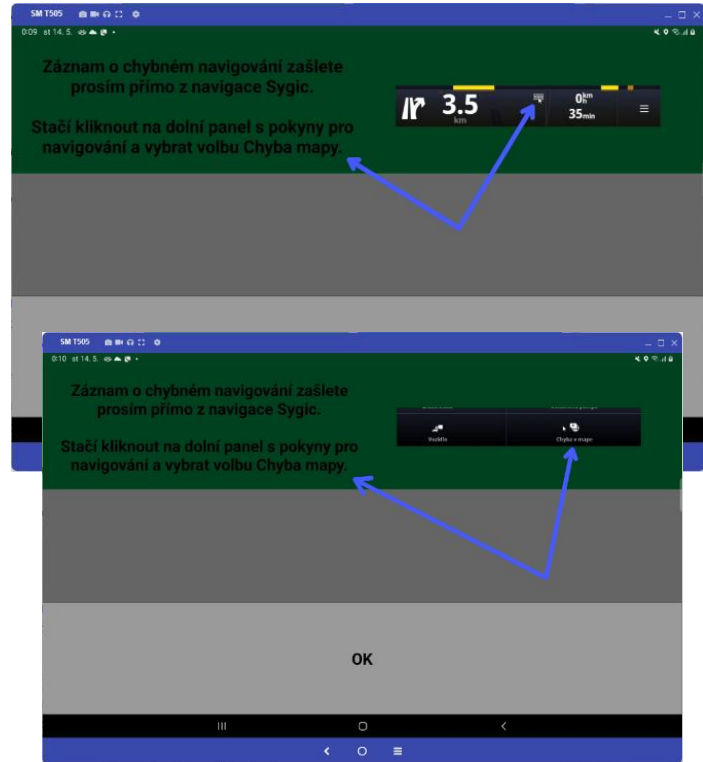 SM T505
0:09 st 14. 5.
Záznam o chybném navigování zašlete
prosím přímo z navigace Sygic.
Stačí kliknout na dolní panel s pokyny pro
navigování a vybrat volbu Chyba mapy.
3.5
km
0 km
h
35min
SM T505
0:10 st 14. 5.
Záznam o chybném navigování zašlete
prosím přímo z navigace Sygic.
Stačí kliknout na dolní panel s pokyny pro
navigování a vybrat volbu Chyba mapy.
Vozidlo
Chyba v mape
OK